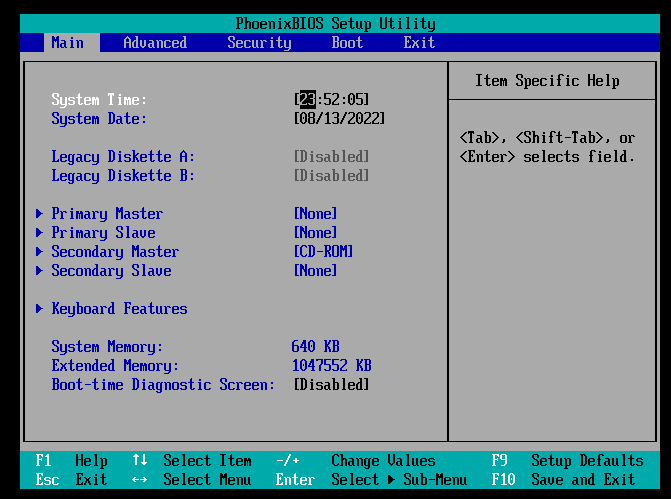 PhoenixBIOS Setup Utility
Main Advanced Security Boot Exit
Item Specific Help
System Time: [23:52:05]
System Date: [08/13/2022]
<Tab>, <Shift-Tab>, or
<Enter> selects field.
Legacy Diskette A: [Disabled]
Legacy Diskette B: [Disabled]
Primary Master [None]
Primary Slave [None]
Secondary Master [CD-ROM]
Secondary Slave [None]
Keyboard Features
System Memory: 640 KB
Extended Memory: 1047552 KB
Boot-time Diagnostic Screen: [Disabled]
F1 Help ↑↓ Select Item -/+ Change Values F9 Setup Defaults
Esc Exit ↔ Select Menu Enter Select ▶ Sub-Menu F10 Save and Exit